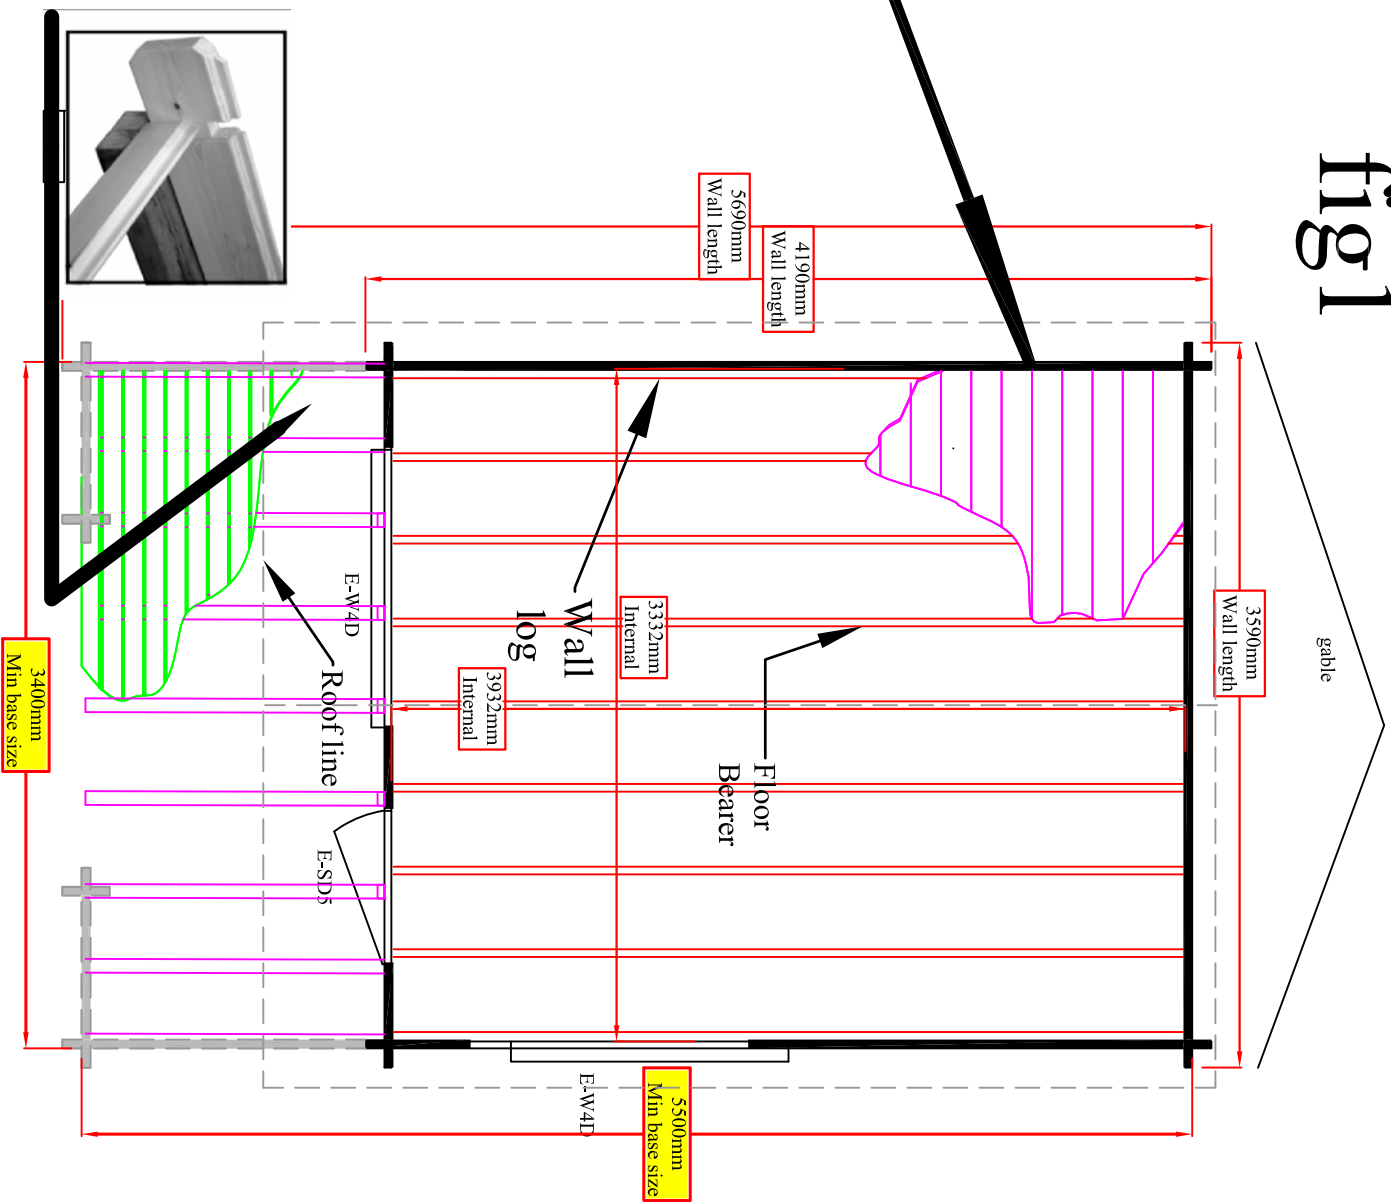 fig1
gable
3590mm
Wall length
5690mm
Wall length
4190mm
Wall length
Floor
Bearer
3332mm
Internal
Wall
log
3932mm
Internal
5500mm
Min base size
E-W4D
E-W4D
Roof line
E-SD5
3400mm
Min base size